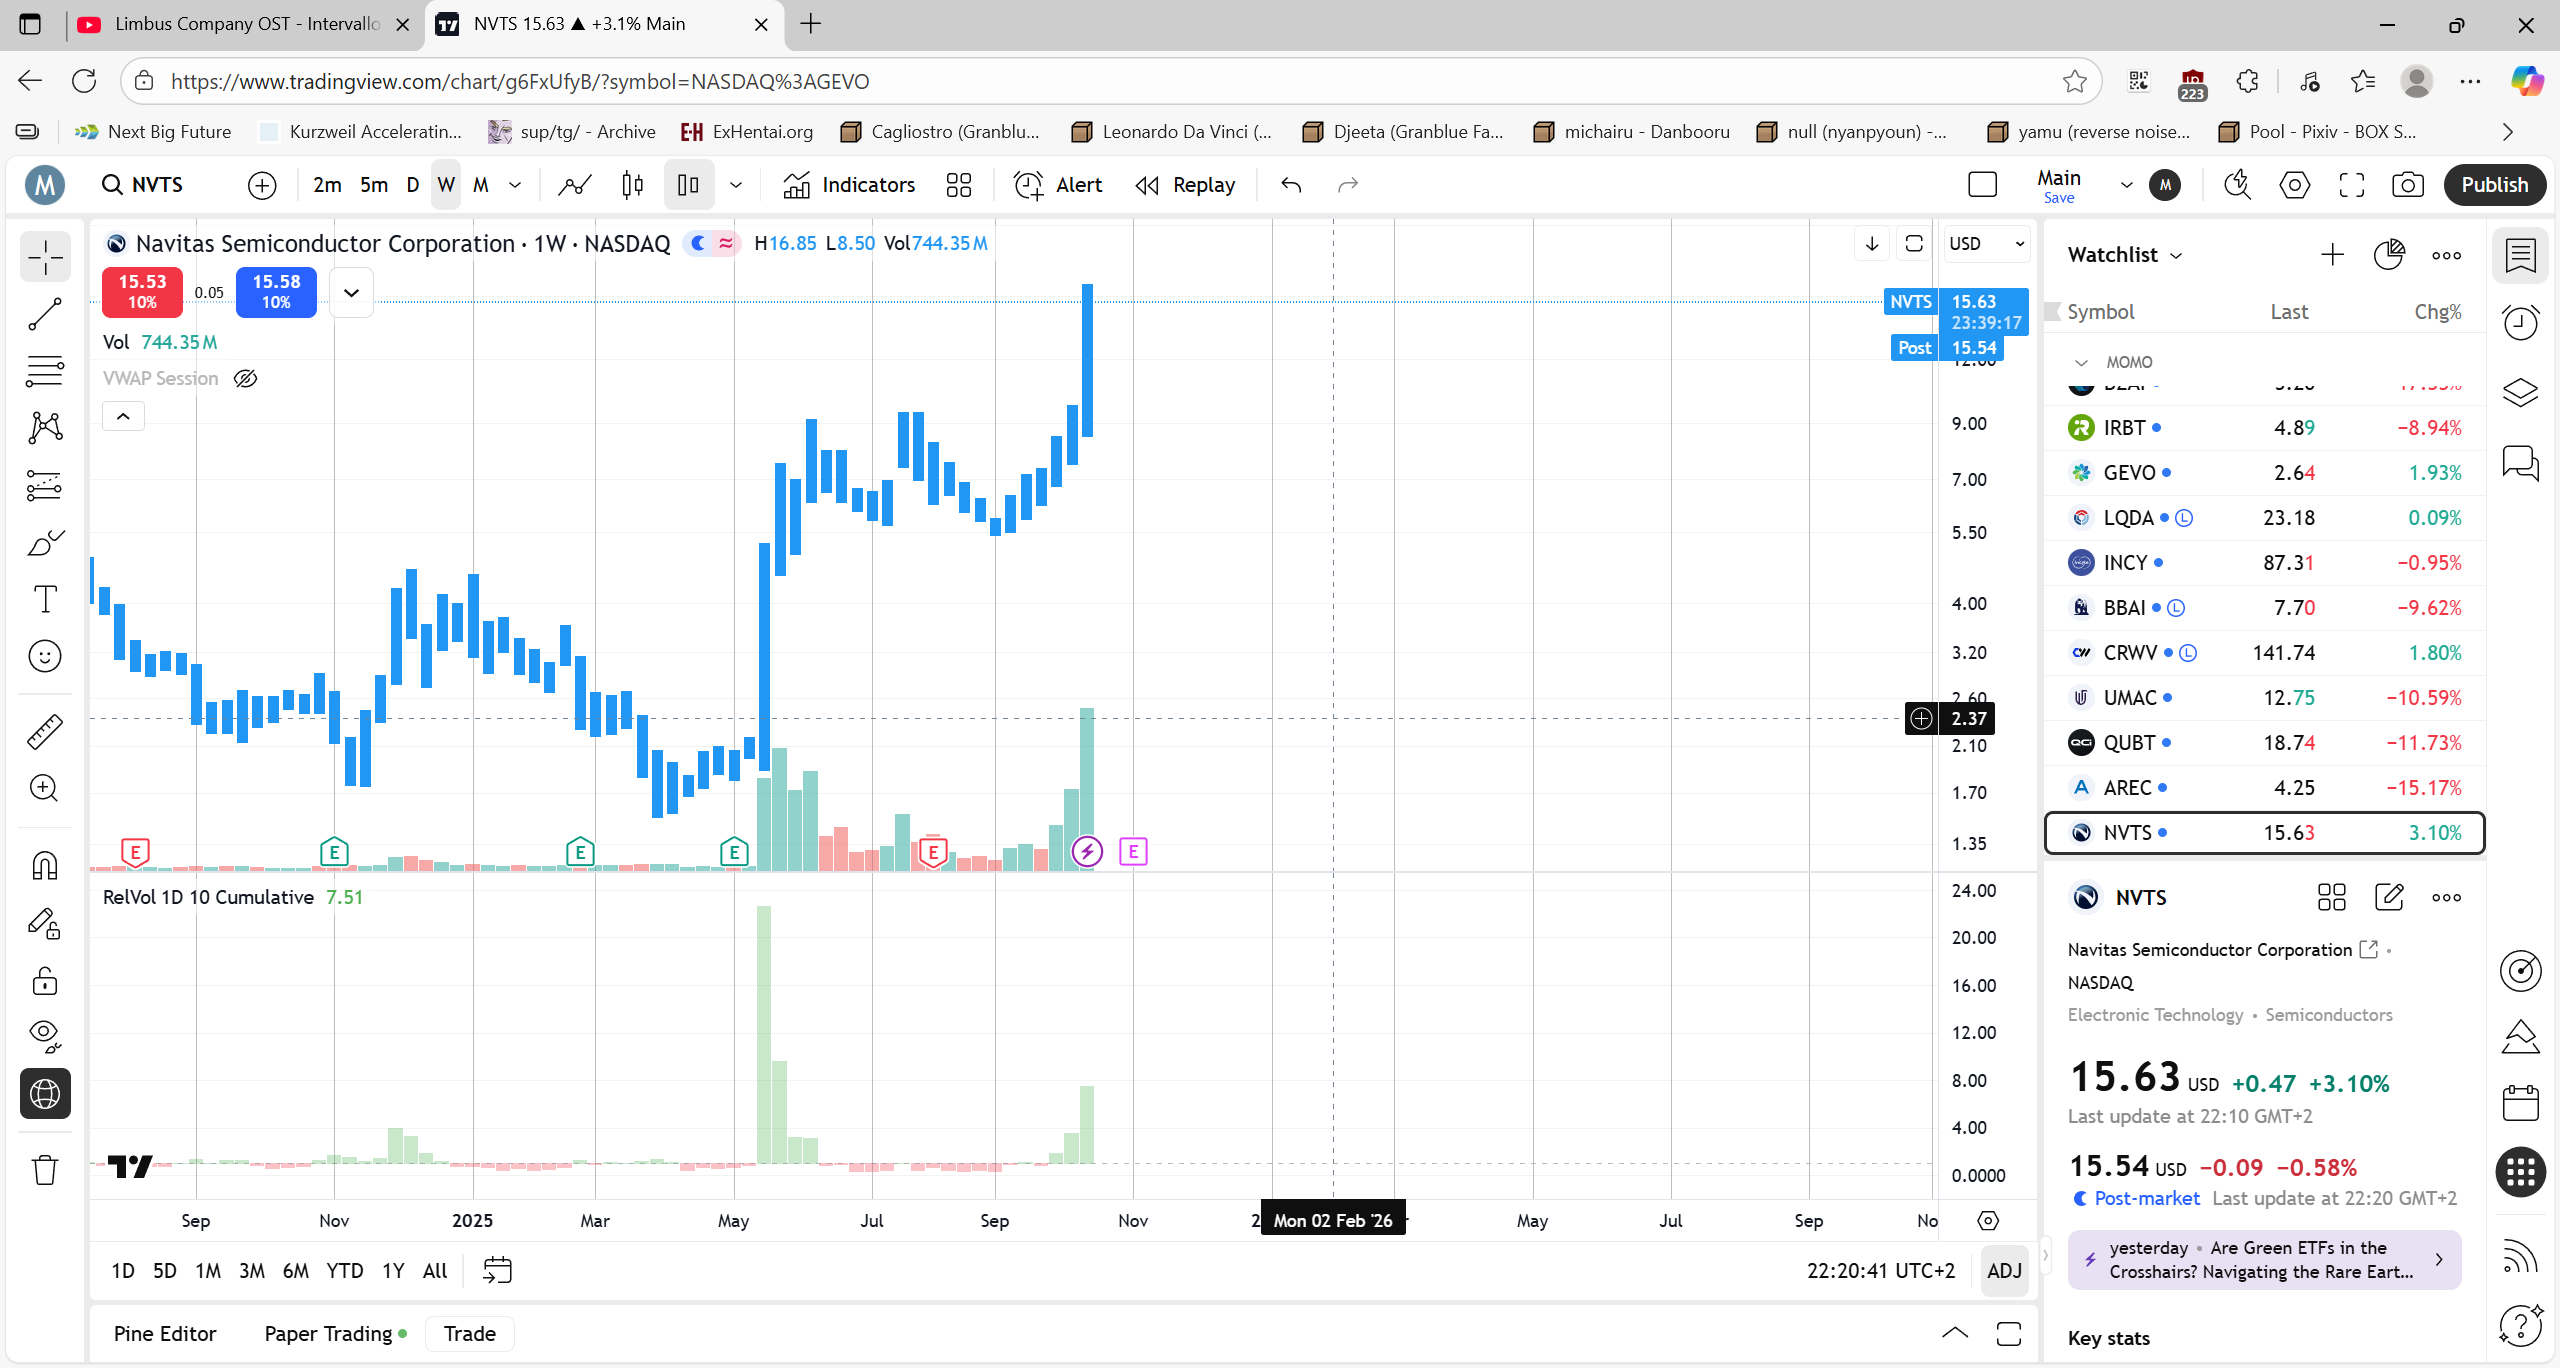 Limbus Company OST - Intervallo
NVTS 15.63 ▲ +3.1% Main
https://www.tradingview.com/chart/g6FxUfyB/?symbol=NASDAQ%3AGEVO
223
Next Big Future
Kurzweil Acceleratin...
sup/tg/ - Archive
E-H ExHentai.org
Cagliostro (Granblu...
Leonardo Da Vinci (...
Djeeta (Granblue Fa...
michairu - Danbooru
null (nyanpyoun) -...
yamu (reverse noise...
Pool - Pixiv - BOX S...
M
NVTS
2m 5m D W M
Indicators
Alert
Replay
Main
Save
M
Publish
Navitas Semiconductor Corporation · 1W · NASDAQ
H16.85 L8.50 Vol744.35M
USD
15.53
10%
0.05
15.58
10%
Vol 744.35M
VWAP Session
NVTS 15.63
23:39:17
Post 15.54
12.00
9.00
7.00
5.50
4.00
3.20
2.60
2.37
2.10
1.70
1.35
E
E
E
E
E
E
RelVol 1D 10 Cumulative 7.51
24.00
20.00
16.00
12.00
8.00
4.00
0.0000
Sep Nov 2025 Mar May Jul Sep Nov 2 Mon 02 Feb '26 May Jul Sep No
1D 5D 1M 3M 6M YTD 1Y All
22:20:41 UTC+2 ADJ
Pine Editor Paper Trading Trade
Watchlist
Symbol Last Chg%
MOMO
IRBT 4.89 −8.94%
GEVO 2.64 1.93%
LQDA L 23.18 0.09%
INCY 87.31 −0.95%
BBAI L 7.70 −9.62%
CRWV L 141.74 1.80%
UMAC 12.75 −10.59%
QUBT 18.74 −11.73%
AREC 4.25 −15.17%
NVTS 15.63 3.10%
NVTS
Navitas Semiconductor Corporation
NASDAQ
Electronic Technology • Semiconductors
15.63 USD +0.47 +3.10%
Last update at 22:10 GMT+2
15.54 USD −0.09 −0.58%
Post-market Last update at 22:20 GMT+2
yesterday • Are Green ETFs in the
Crosshairs? Navigating the Rare Eart...
Key stats